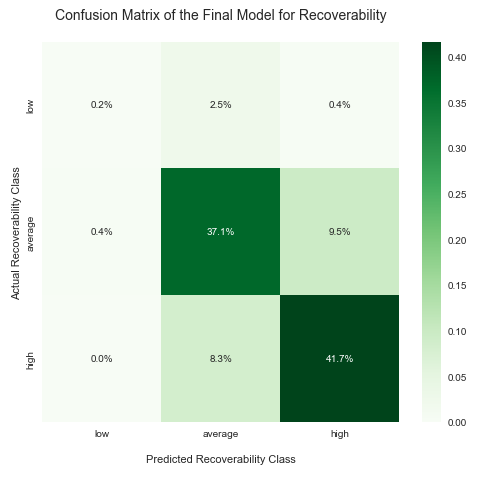 Confusion Matrix of the Final Model for Recoverability
Actual Recoverability Class
low
0.2%
2.5%
0.4%
average
0.4%
37.1%
9.5%
high
0.0%
8.3%
41.7%
low
average
high
Predicted Recoverability Class
0.40
0.35
0.30
0.25
0.20
0.15
0.10
0.05
0.00